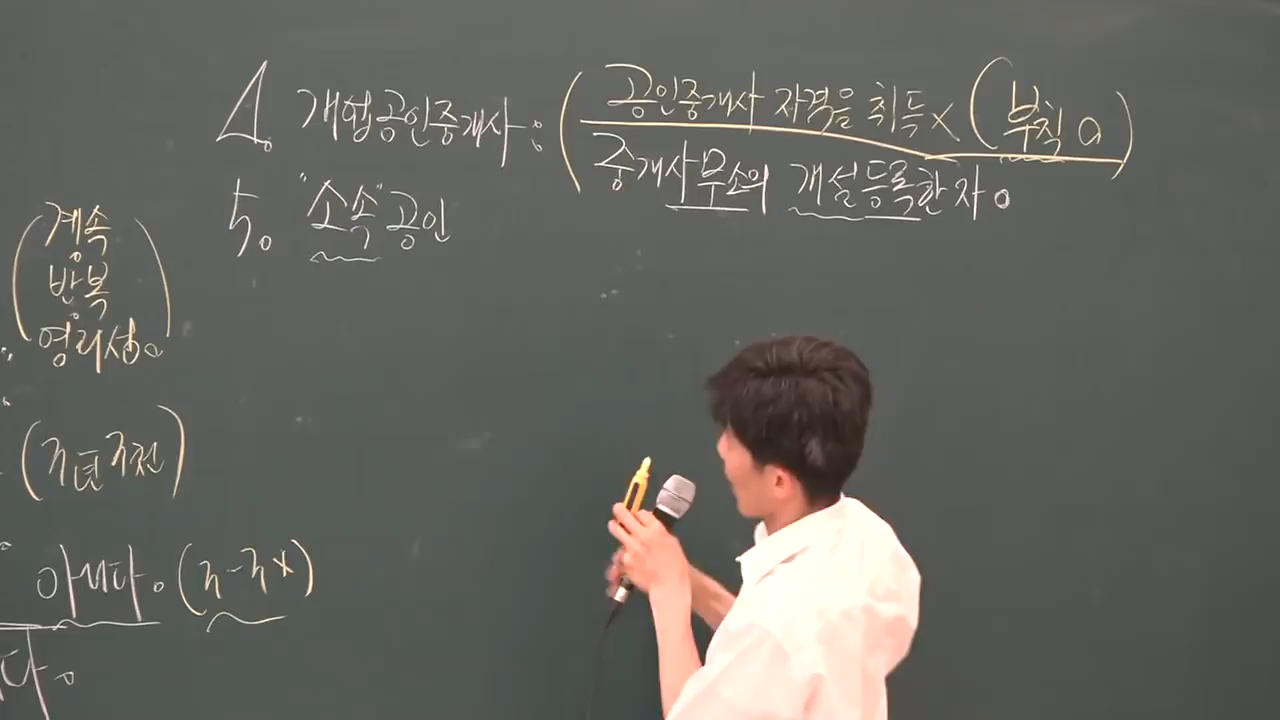 4. 개업공인중개사 : (공인중개사 자격을 취득 × (부칙 O)
중개사무소의 개설등록한 자.
5. "소속" 공인
(계속
반복
영리성.)
아니다.
다.